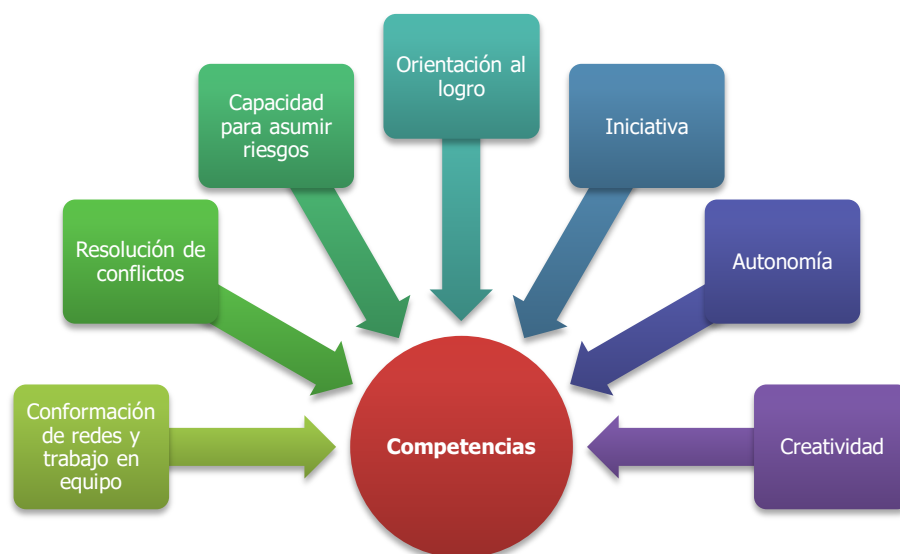 Orientación al
logro
Capacidad
para asumir
riesgos
Iniciativa
Resolución de
conflictos
Autonomía
Conformación
de redes y
trabajo en
equipo
Competencias
Creatividad